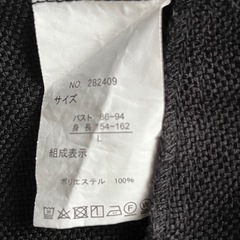 NO. 282409
サイズ
バスト 86-94
身長 154-162
L
組成表示
ポリエステル 100%